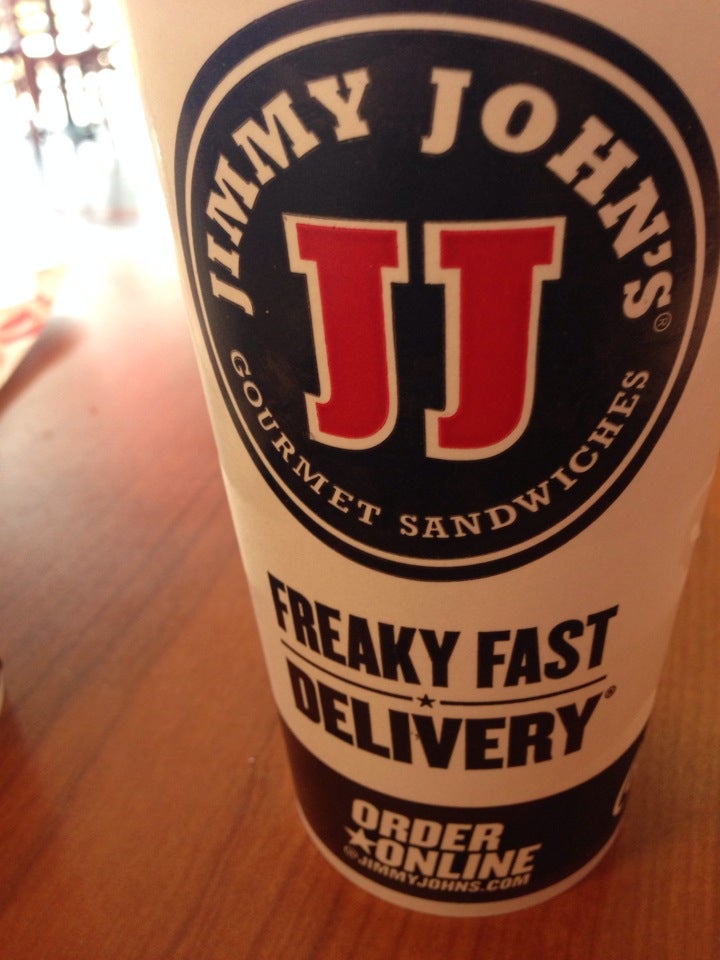 JIMMY JOHN'S®
JJ
GOURMET SANDWICHES
FREAKY FAST
DELIVERY®
ORDER
ONLINE
@JIMMYJOHNS.COM